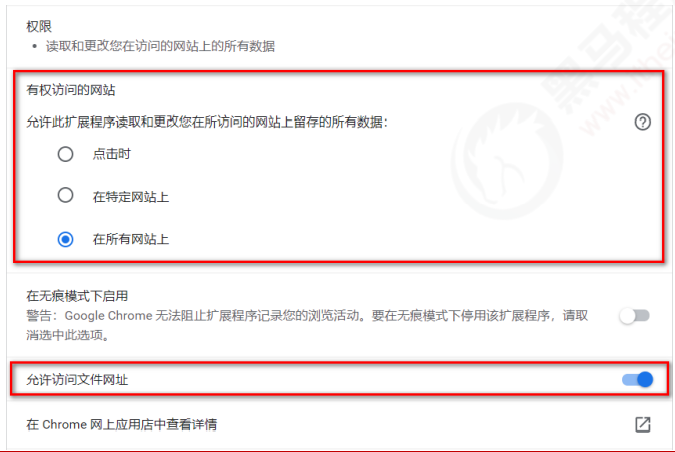 权限
• 读取和更改您在访问的网站上的所有数据
有权访问的网站
允许此扩展程序读取和更改您在所访问的网站上留存的所有数据：
点击时
在特定网站上
在所有网站上
在无痕模式下启用
警告：Google Chrome 无法阻止扩展程序记录您的浏览活动。要在无痕模式下停用该扩展程序，请取
消选中此选项。
允许访问文件网址
在 Chrome 网上应用店中查看详情
黑马程